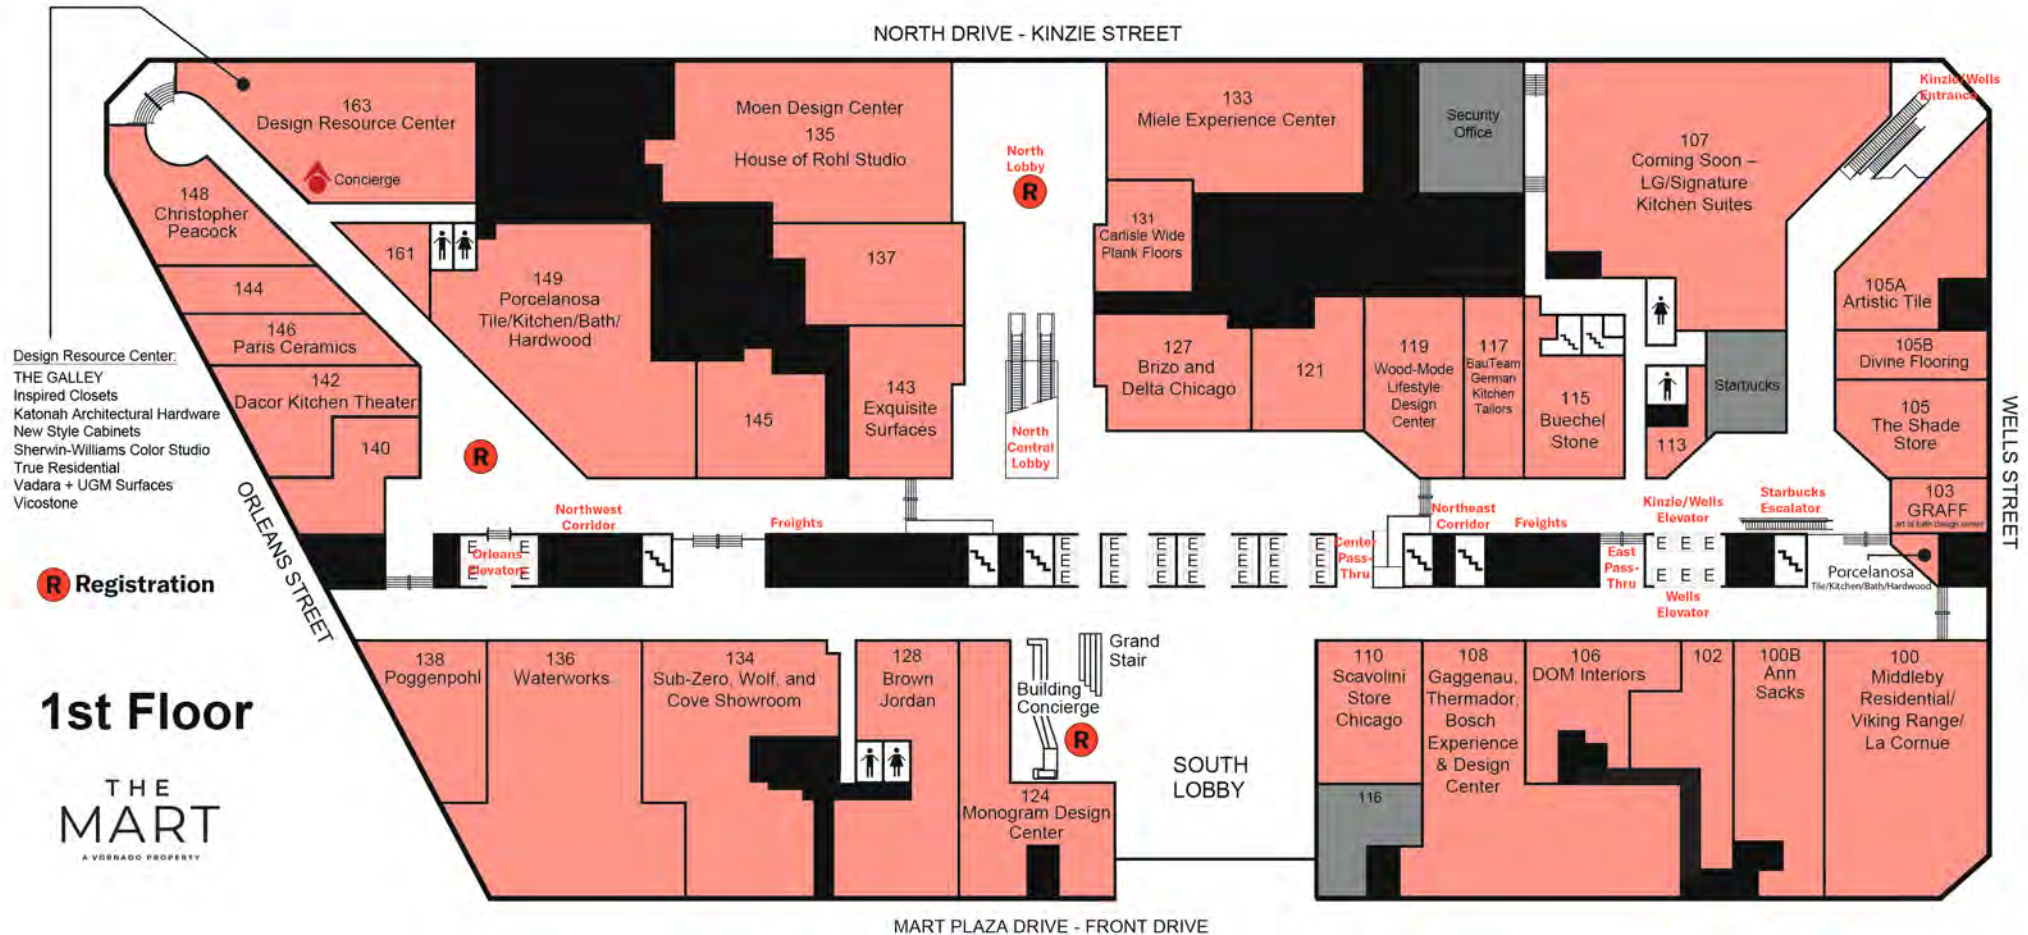 NORTH DRIVE - KINZIE STREET
163
Design Resource Center
Concierge
Moen Design Center
135
House of Rohl Studio
North
Lobby
R
133
Miele Experience Center
Security
Office
107
Coming Soon –
LG/Signature
Kitchen Suites
Kinzie/Wells
Entrance
148
Christopher
Peacock
161
149
Porcelanosa
Tile/Kitchen/Bath/
Hardwood
137
131
Carlisle Wide
Plank Floors
105A
Artistic Tile
144
146
Paris Ceramics
142
Dacor Kitchen Theater
140
145
143
Exquisite
Surfaces
North
Central
Lobby
127
Brizo and
Delta Chicago
121
119
Wood-Mode
Lifestyle
Design
Center
117
BauTeam
German
Kitchen
Tailors
115
Buechel
Stone
113
Starbucks
105B
Divine Flooring
105
The Shade
Store
103
GRAFF
art of bath design center
WELLS STREET
Design Resource Center:
THE GALLEY
Inspired Closets
Katonah Architectural Hardware
New Style Cabinets
Sherwin-Williams Color Studio
True Residential
Vadara + UGM Surfaces
Vicostone
R
ORLEANS STREET
Northwest
Corridor
Freights
Northeast
Corridor
Freights
Kinzie/Wells
Elevator
Starbucks
Escalator
E E
Orleans
Elevators
E E
E E E E E E E
E E E E E E E
E E E E E E E
Center
Pass-
Thru
East
Pass-
Thru
E E E
E E E
Wells
Elevator
Porcelanosa
Tile/Kitchen/Bath/Hardwood
R Registration
138
Poggenpohl
136
Waterworks
134
Sub-Zero, Wolf, and
Cove Showroom
128
Brown
Jordan
Grand
Stair
Building
Concierge
R
124
Monogram Design
Center
SOUTH
LOBBY
110
Scavolini
Store
Chicago
116
108
Gaggenau,
Thermador,
Bosch
Experience
& Design
Center
106
DOM Interiors
102
100B
Ann
Sacks
100
Middleby
Residential/
Viking Range/
La Cornue
1st Floor
THE
MART
A VORNADO PROPERTY
MART PLAZA DRIVE - FRONT DRIVE